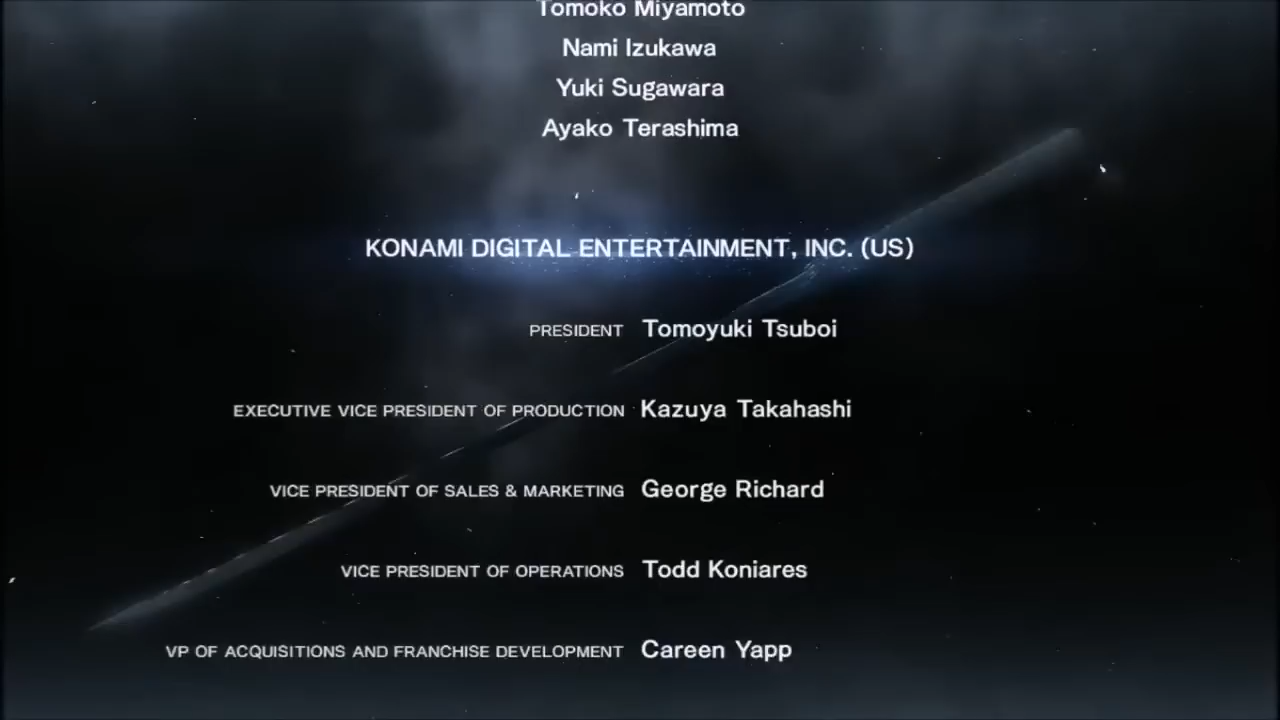 Tomoko Miyamoto
Nami Izukawa
Yuki Sugawara
Ayako Terashima
KONAMI DIGITAL ENTERTAINMENT, INC. (US)
PRESIDENT Tomoyuki Tsuboi
EXECUTIVE VICE PRESIDENT OF PRODUCTION Kazuya Takahashi
VICE PRESIDENT OF SALES & MARKETING George Richard
VICE PRESIDENT OF OPERATIONS Todd Koniares
VP OF ACQUISITIONS AND FRANCHISE DEVELOPMENT Careen Yapp